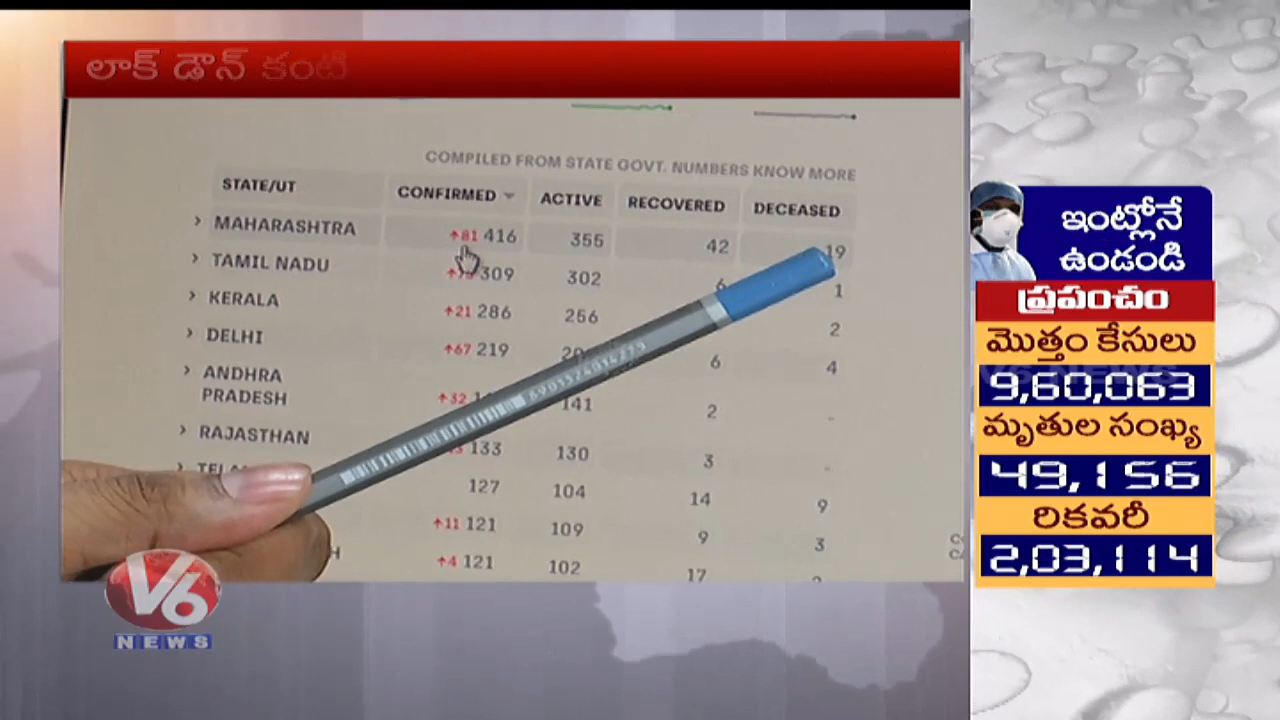 లాక్ డౌన్ కంటి
COMPILED FROM STATE GOVT. NUMBERS KNOW MORE
STATE/UT CONFIRMED ACTIVE RECOVERED DECEASED
MAHARASHTRA ↑81 416 355 42 19
TAMIL NADU 309 302 6 1
KERALA ↑21 286 256 2
DELHI ↑67 219 6 4
ANDHRA PRADESH ↑32 141 2 -
RAJASTHAN 133 130 3 -
127 104 14 9
↑11 121 109 9 3
↑4 121 102 17
6901324014279
V6
NEWS
ఇంట్లోనే
ఉండండి
ప్రపంచం
మొత్తం కేసులు
9,60,063
మృతుల సంఖ్య
49,156
రికవరీ
2,03,114